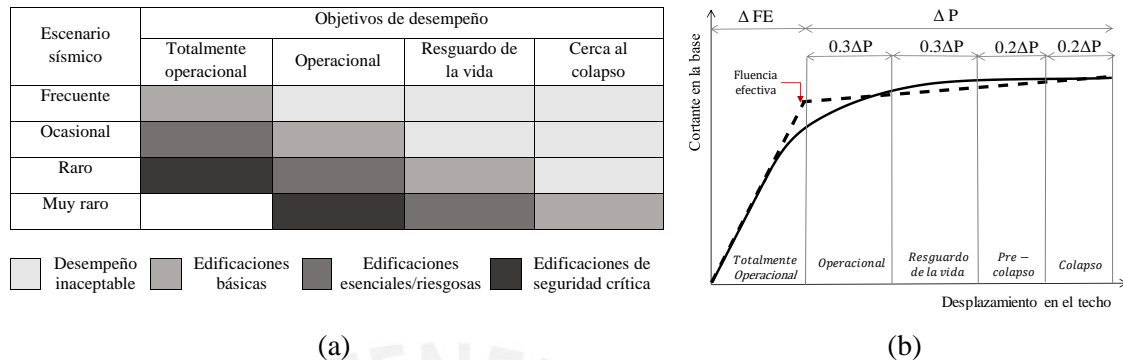 Escenario
sísmico
Objetivos de desempeño
Totalmente
operacional
Operacional
Resguardo de
la vida
Cerca al
colapso
Frecuente
Ocasional
Raro
Muy raro
Desempeño
inaceptable
Edificaciones
básicas
Edificaciones
esenciales/riesgosas
Edificaciones de
seguridad crítica
(a)
Δ FE
Δ P
0.3ΔP
0.3ΔP
0.2ΔP
0.2ΔP
Fluencia
efectiva
Cortante en la base
Totalmente
Operacional
Operacional
Resguardo
de la vida
Pre −
colapso
Colapso
Desplazamiento en el techo
(b)